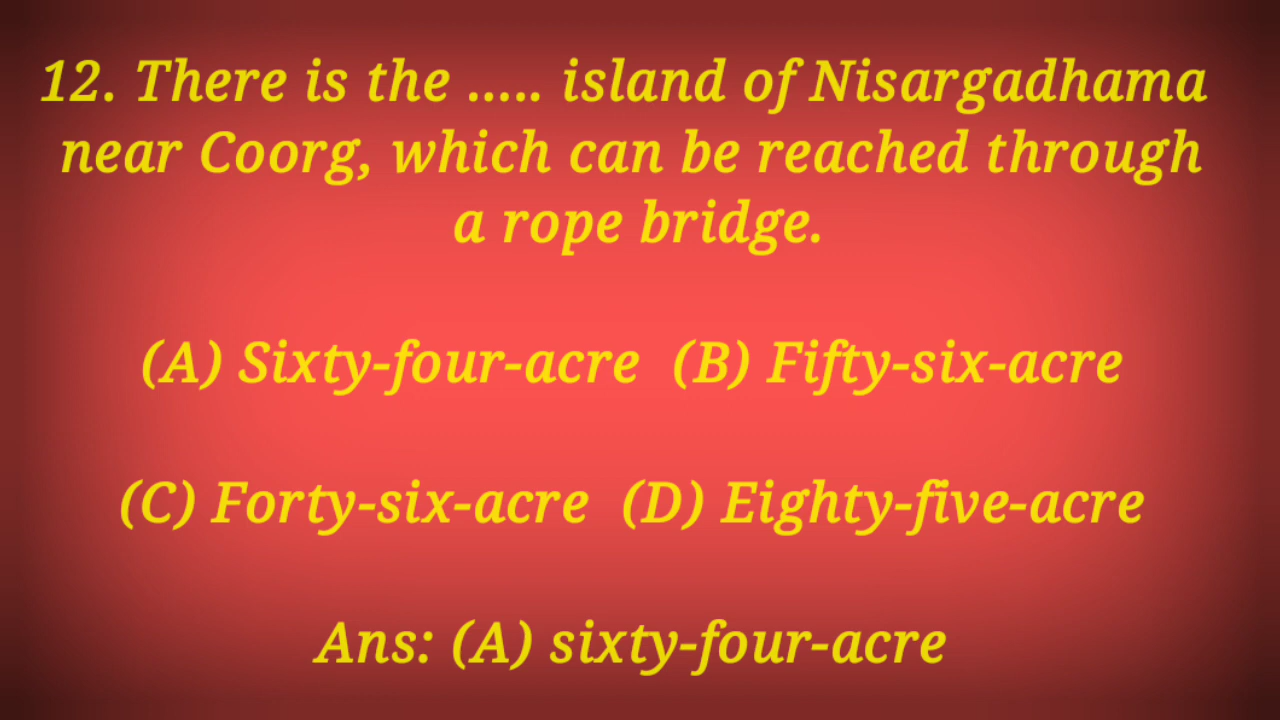 12. There is the ..... island of Nisargadhama
near Coorg, which can be reached through
a rope bridge.
(A) Sixty-four-acre (B) Fifty-six-acre
(C) Forty-six-acre (D) Eighty-five-acre
Ans: (A) sixty-four-acre